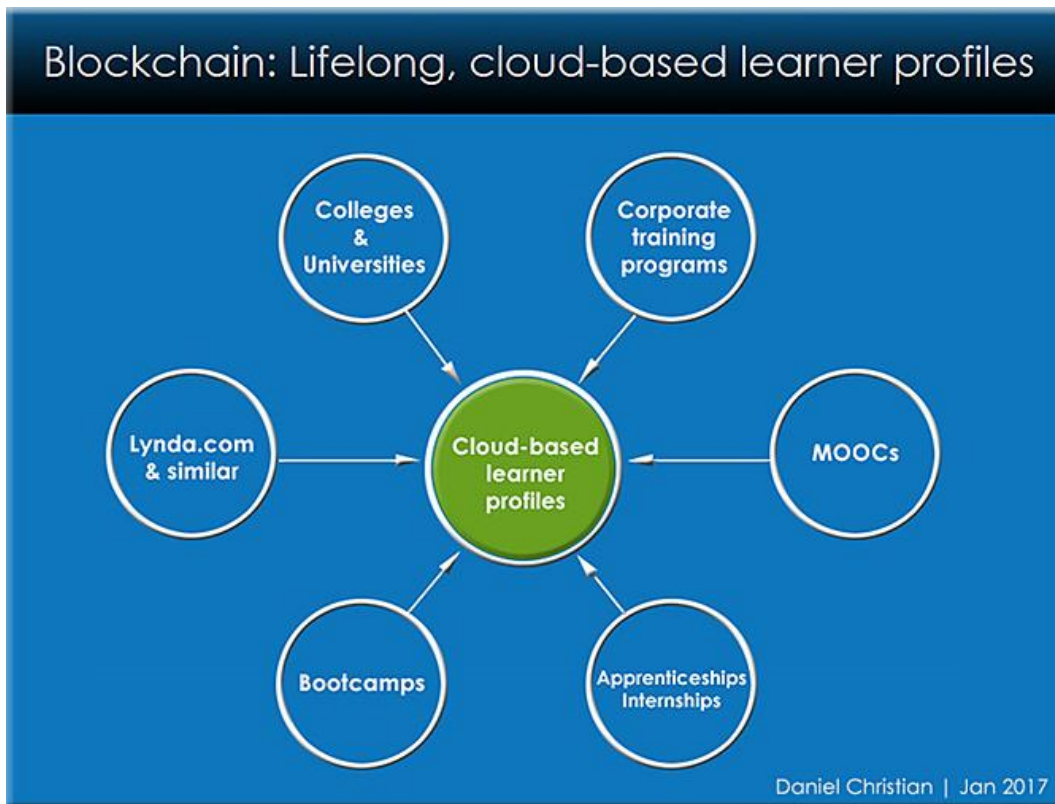 Blockchain: Lifelong, cloud-based learner profiles
Colleges
&
Universities
Corporate
training
programs
Lynda.com
& similar
Cloud-based
learner
profiles
MOOCs
Bootcamps
Apprenticeships
Internships
Daniel Christian | Jan 2017